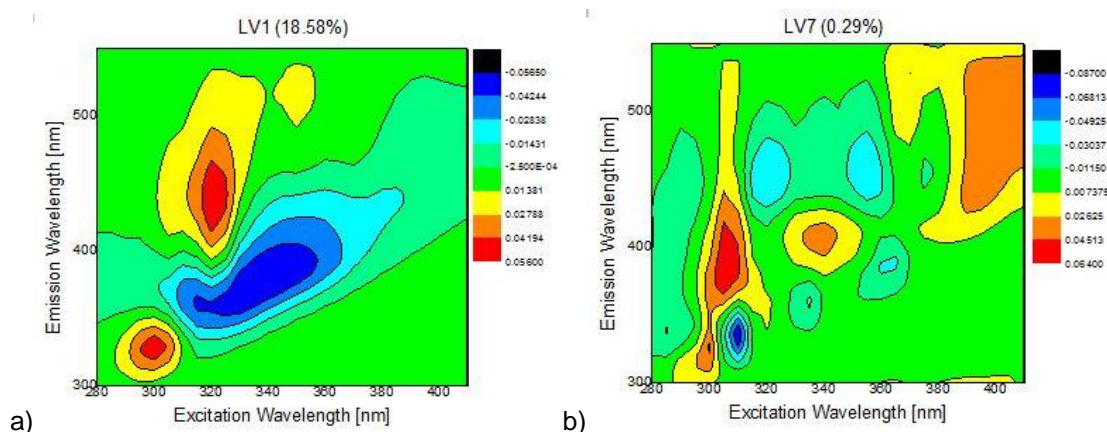 LV1 (18.58%)
500
400
300
Emission Wavelength [nm]
280 300 320 340 360 380 400
Excitation Wavelength [nm]
-0.05650
-0.04244
-0.02838
-0.01431
-2.500E-04
0.01381
0.02788
0.04194
0.05600
a)
LV7 (0.29%)
500
400
300
Emission Wavelength [nm]
280 300 320 340 360 380 400
Excitation Wavelength [nm]
-0.08700
-0.06813
-0.04925
-0.03037
-0.01150
0.007375
0.02625
0.04513
0.06400
b)